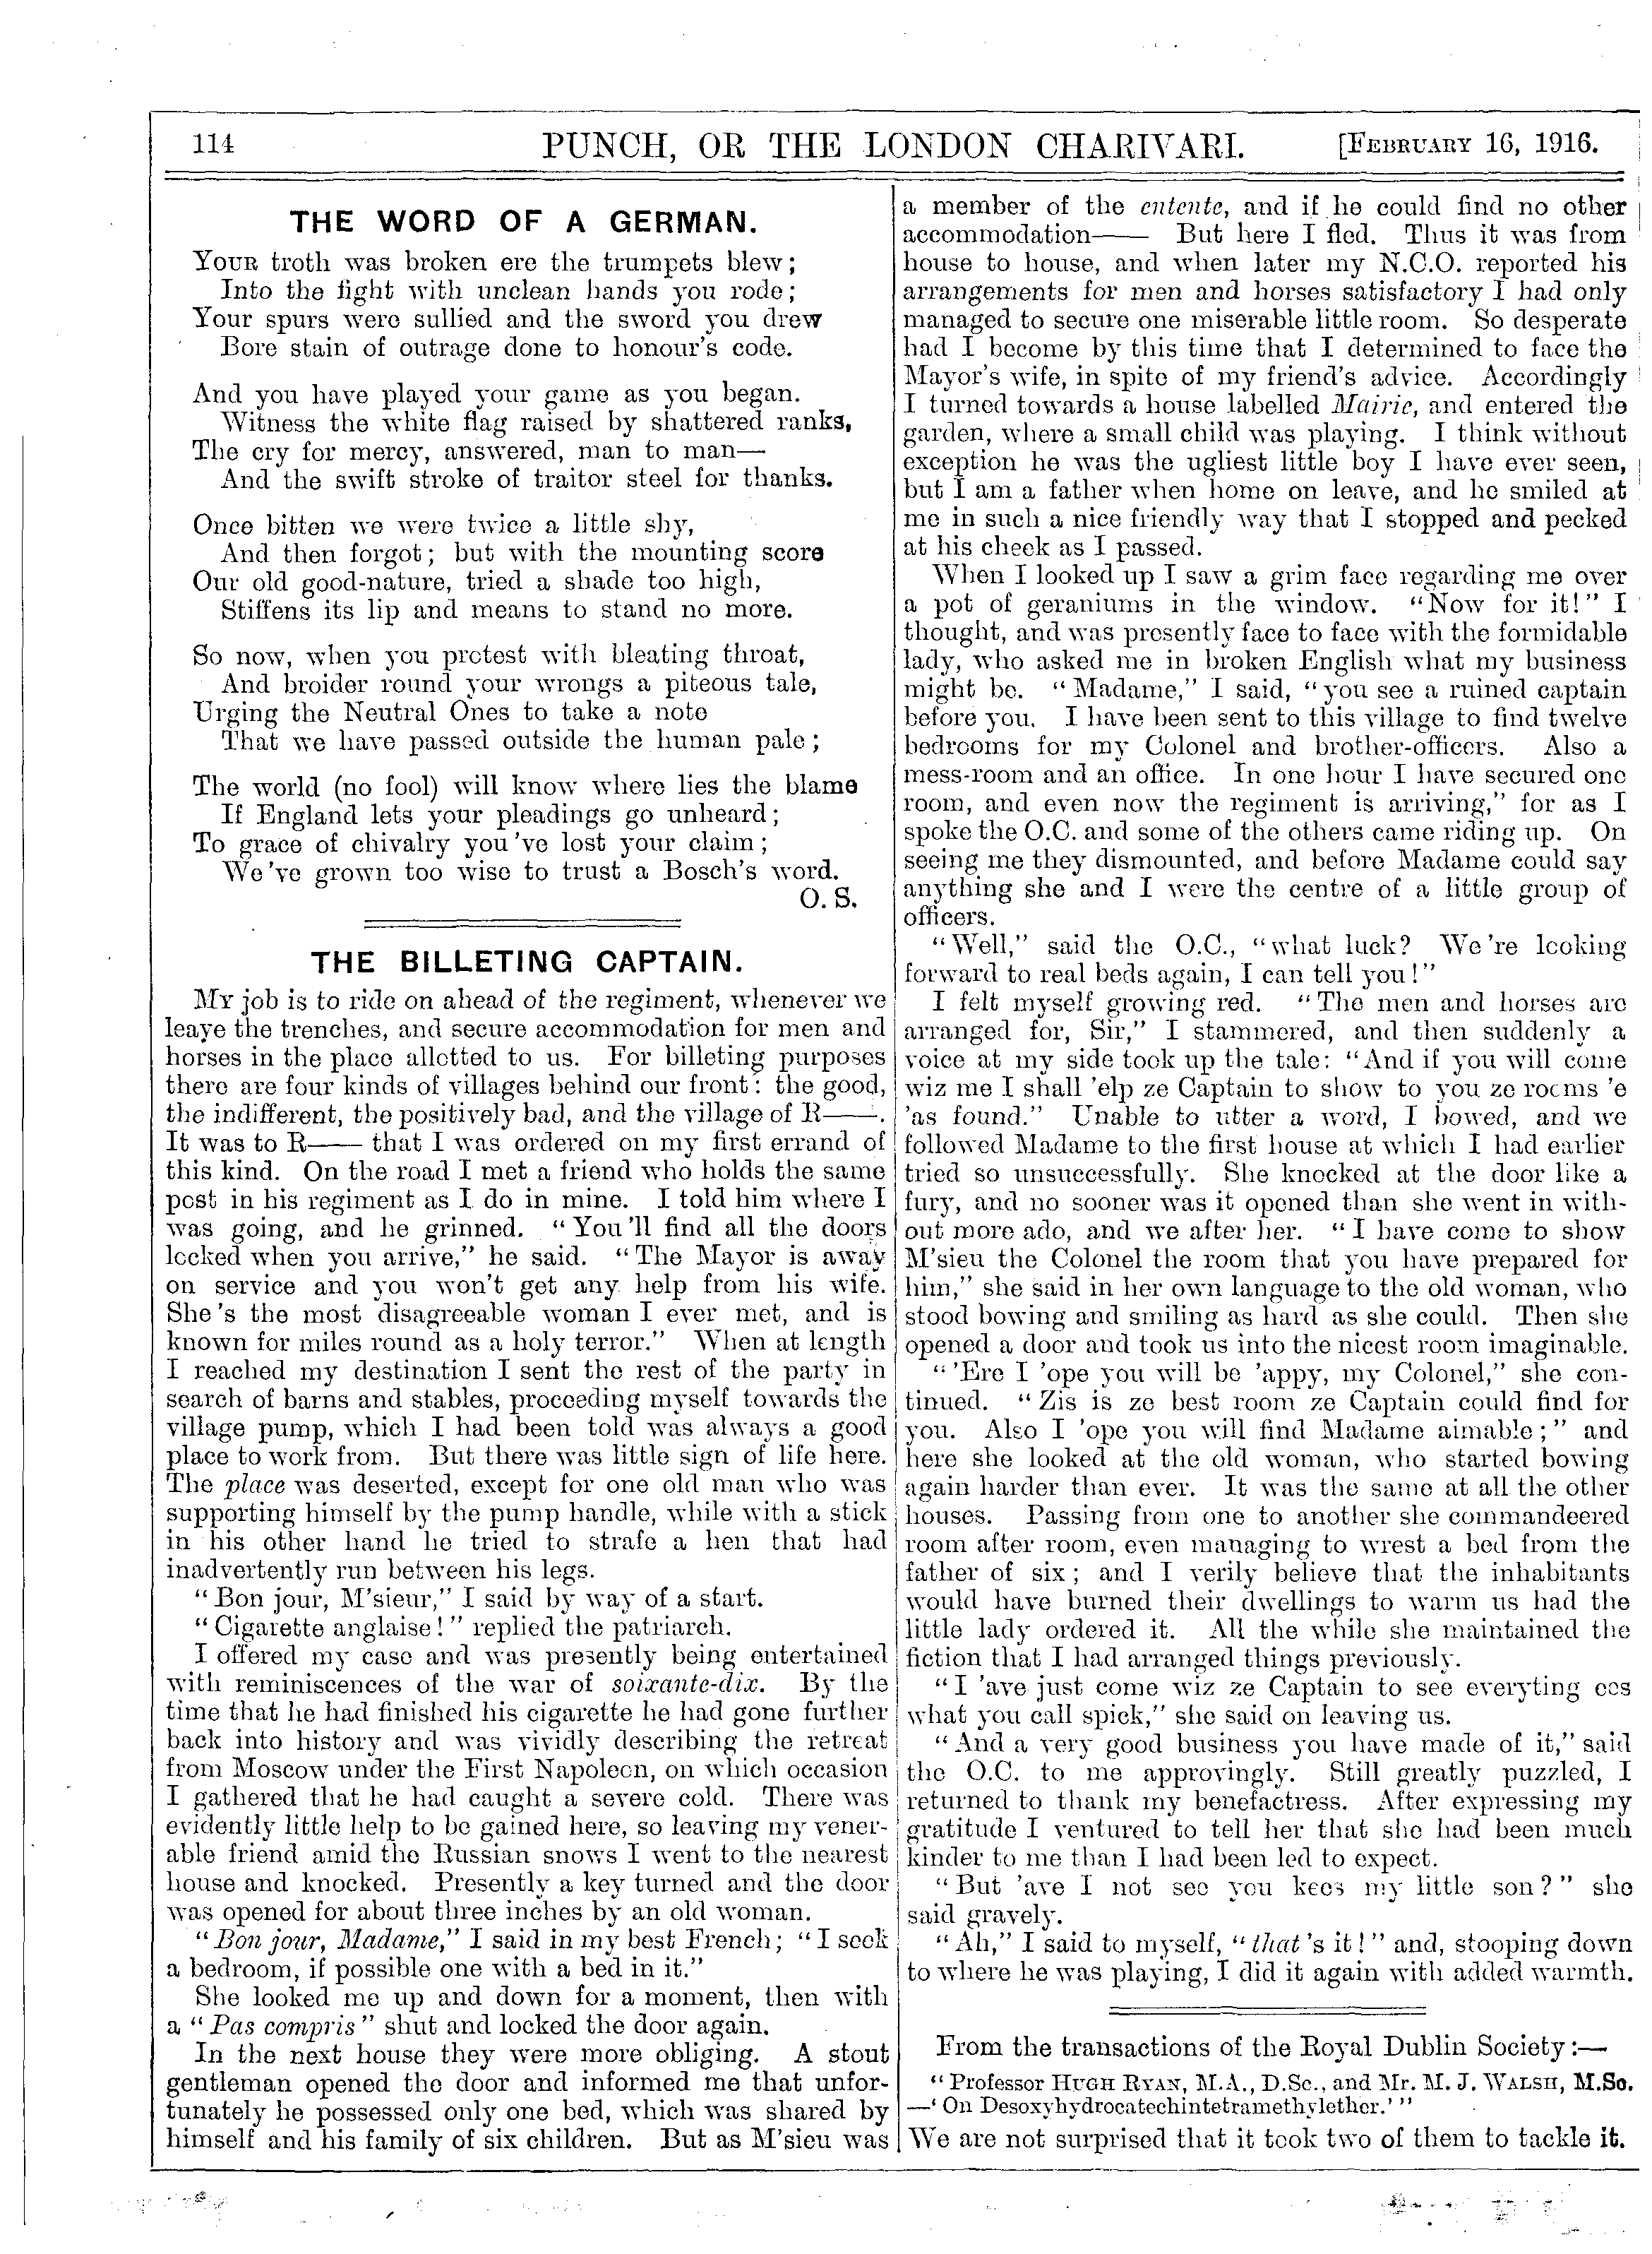 114 PUNCH, OR THE LONDON CHARIVARI. [FEBRUARY 16, 1916.
THE WORD OF A GERMAN.
YOUR troth was broken ere the trumpets blew;
Into the fight with unclean hands you rode;
Your spurs were sullied and the sword you drew
Bore stain of outrage done to honour's code.
And you have played your game as you began.
Witness the white flag raised by shattered ranks,
The cry for mercy, answered, man to man—
And the swift stroke of traitor steel for thanks.
Once bitten we were twice a little shy,
And then forgot; but with the mounting score
Our old good-nature, tried a shade too high,
Stiffens its lip and means to stand no more.
So now, when you protest with bleating throat,
And broider round your wrongs a piteous tale,
Urging the Neutral Ones to take a note
That we have passed outside the human pale;
The world (no fool) will know where lies the blame
If England lets your pleadings go unheard;
To grace of chivalry you've lost your claim;
We've grown too wise to trust a Bosch's word.
O. S.
THE BILLETING CAPTAIN.
MY job is to ride on ahead of the regiment, whenever we
leave the trenches, and secure accommodation for men and
horses in the place allotted to us. For billeting purposes
there are four kinds of villages behind our front: the good,
the indifferent, the positively bad, and the village of R——.
It was to R—— that I was ordered on my first errand of
this kind. On the road I met a friend who holds the same
post in his regiment as I do in mine. I told him where I
was going, and he grinned. "You'll find all the doors
locked when you arrive," he said. "The Mayor is away
on service and you won't get any help from his wife.
She's the most disagreeable woman I ever met, and is
known for miles round as a holy terror." When at length
I reached my destination I sent the rest of the party in
search of barns and stables, proceeding myself towards the
village pump, which I had been told was always a good
place to work from. But there was little sign of life here.
The place was deserted, except for one old man who was
supporting himself by the pump handle, while with a stick
in his other hand he tried to strafe a hen that had
inadvertently run between his legs.
"Bon jour, M'sieur," I said by way of a start.
"Cigarette anglaise!" replied the patriarch.
I offered my case and was presently being entertained
with reminiscences of the war of soixante-dix. By the
time that he had finished his cigarette he had gone further
back into history and was vividly describing the retreat
from Moscow under the First Napoleon, on which occasion
I gathered that he had caught a severe cold. There was
evidently little help to be gained here, so leaving my vener-
able friend amid the Russian snows I went to the nearest
house and knocked. Presently a key turned and the door
was opened for about three inches by an old woman.
"Bon jour, Madame," I said in my best French; "I seek
a bedroom, if possible one with a bed in it."
She looked me up and down for a moment, then with
a "Pas compris" shut and locked the door again.
In the next house they were more obliging. A stout
gentleman opened the door and informed me that unfor-
tunately he possessed only one bed, which was shared by
himself and his family of six children. But as M'sieu was
a member of the entente, and if he could find no other
accommodation—— But here I fled. Thus it was from
house to house, and when later my N.C.O. reported his
arrangements for men and horses satisfactory I had only
managed to secure one miserable little room. So desperate
had I become by this time that I determined to face the
Mayor's wife, in spite of my friend's advice. Accordingly
I turned towards a house labelled Mairie, and entered the
garden, where a small child was playing. I think without
exception he was the ugliest little boy I have ever seen,
but I am a father when home on leave, and he smiled at
me in such a nice friendly way that I stopped and pecked
at his cheek as I passed.
When I looked up I saw a grim face regarding me over
a pot of geraniums in the window. "Now for it!" I
thought, and was presently face to face with the formidable
lady, who asked me in broken English what my business
might be. "Madame," I said, "you see a ruined captain
before you. I have been sent to this village to find twelve
bedrooms for my Colonel and brother-officers. Also a
mess-room and an office. In one hour I have secured one
room, and even now the regiment is arriving," for as I
spoke the O.C. and some of the others came riding up. On
seeing me they dismounted, and before Madame could say
anything she and I were the centre of a little group of
officers.
"Well," said the O.C., "what luck? We're looking
forward to real beds again, I can tell you!"
I felt myself growing red. "The men and horses are
arranged for, Sir," I stammered, and then suddenly a
voice at my side took up the tale: "And if you will come
wiz me I shall 'elp ze Captain to show to you ze rooms 'e
'as found." Unable to utter a word, I bowed, and we
followed Madame to the first house at which I had earlier
tried so unsuccessfully. She knocked at the door like a
fury, and no sooner was it opened than she went in with-
out more ado, and we after her. "I have come to show
M'sieu the Colonel the room that you have prepared for
him," she said in her own language to the old woman, who
stood bowing and smiling as hard as she could. Then she
opened a door and took us into the nicest room imaginable.
"'Ere I 'ope you will be 'appy, my Colonel," she con-
tinued. "Zis is ze best room ze Captain could find for
you. Also I 'ope you will find Madame aimable;" and
here she looked at the old woman, who started bowing
again harder than ever. It was the same at all the other
houses. Passing from one to another she commandeered
room after room, even managing to wrest a bed from the
father of six; and I verily believe that the inhabitants
would have burned their dwellings to warm us had the
little lady ordered it. All the while she maintained the
fiction that I had arranged things previously.
"I 'ave just come wiz ze Captain to see everyting ees
what you call spick," she said on leaving us.
"And a very good business you have made of it," said
the O.C. to me approvingly. Still greatly puzzled, I
returned to thank my benefactress. After expressing my
gratitude I ventured to tell her that she had been much
kinder to me than I had been led to expect.
"But 'ave I not see you kees my little son?" she
said gravely.
"Ah," I said to myself, "that's it!" and, stooping down
to where he was playing, I did it again with added warmth.
From the transactions of the Royal Dublin Society:—
"Professor HUGH RYAN, M.A., D.Sc., and Mr. M. J. WALSH, M.Sc.
—'On Desoxyhydrocatechintetramethylether.'"
We are not surprised that it took two of them to tackle it.